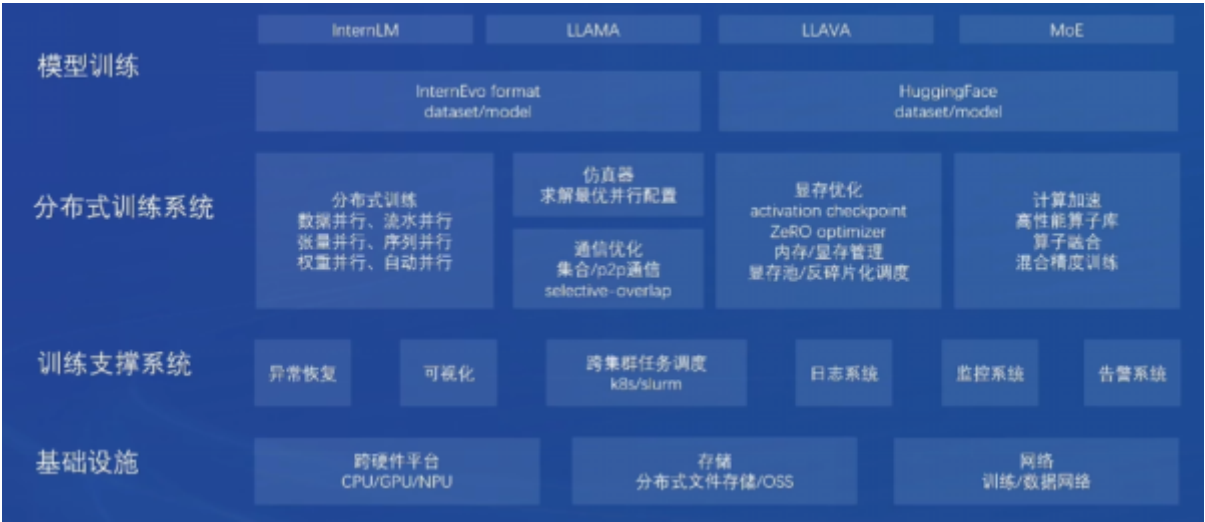 模型训练
InternLM
LLAMA
LLAVA
MoE
InternEvo format
dataset/model
HuggingFace
dataset/model
分布式训练系统
分布式训练
数据并行、流水并行
张量并行、序列并行
权重并行、自动并行
仿真器
求解最优并行配置
通信优化
集合/p2p通信
selective-overlap
显存优化
activation checkpoint
ZeRO optimizer
内存/显存管理
显存池/反碎片化调度
计算加速
高性能算子库
算子融合
混合精度训练
训练支撑系统
异常恢复
可视化
跨集群任务调度
k8s/slurm
日志系统
监控系统
告警系统
基础设施
跨硬件平台
CPU/GPU/NPU
存储
分布式文件存储/OSS
网络
训练/数据网络